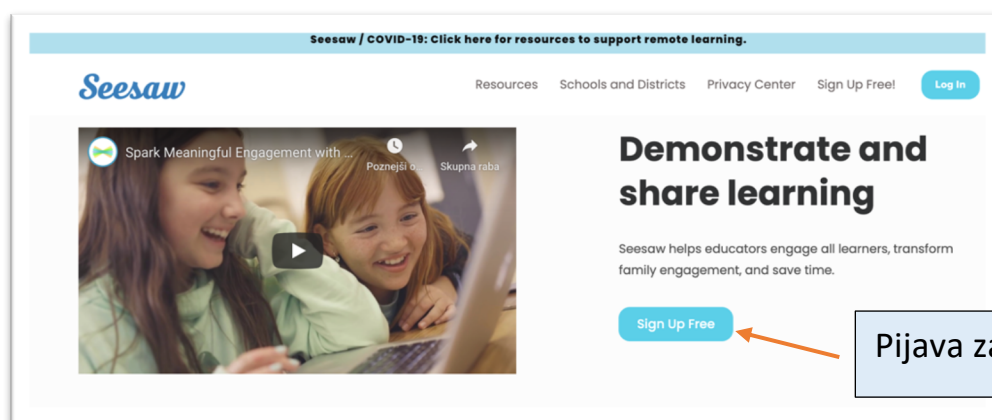 Seesaw / COVID-19: Click here for resources to support remote learning.
Seesaw
Resources Schools and Districts Privacy Center Sign Up Free! Log In
Spark Meaningful Engagement with ...
Poznejši o... Skupna raba
Demonstrate and
share learning
Seesaw helps educators engage all learners, transform
family engagement, and save time.
Sign Up Free
Pijava za